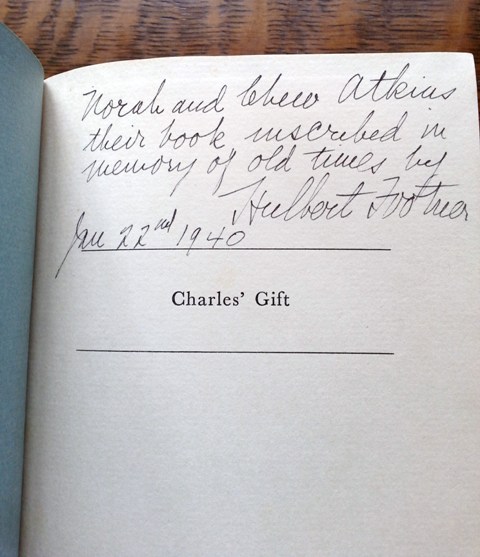 Norah and Chew Atkins
their book inscribed in
memory of old times by
Hulbert Footner
Jan 22nd 1940
Charles' Gift